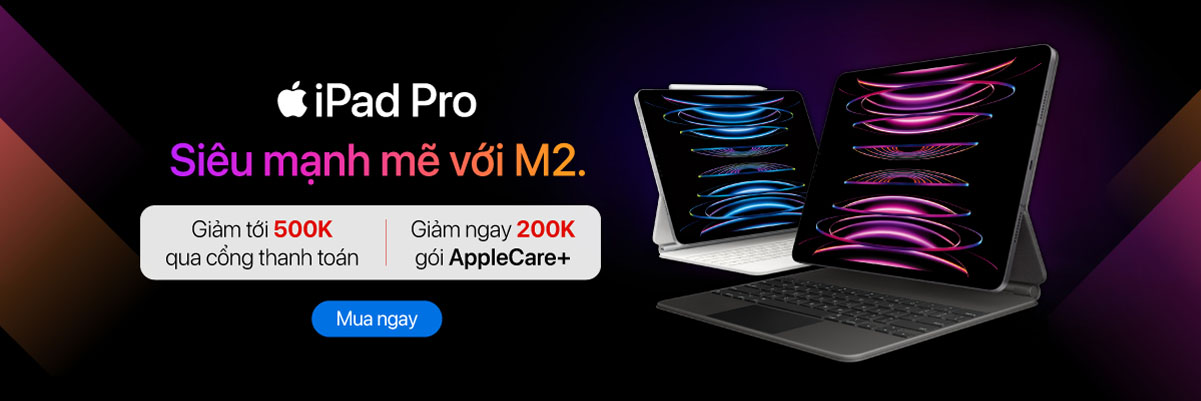 iPad Pro
Siêu mạnh mẽ với M2.
Giảm tới 500K
qua cổng thanh toán
Giảm ngay 200K
gói AppleCare+
Mua ngay